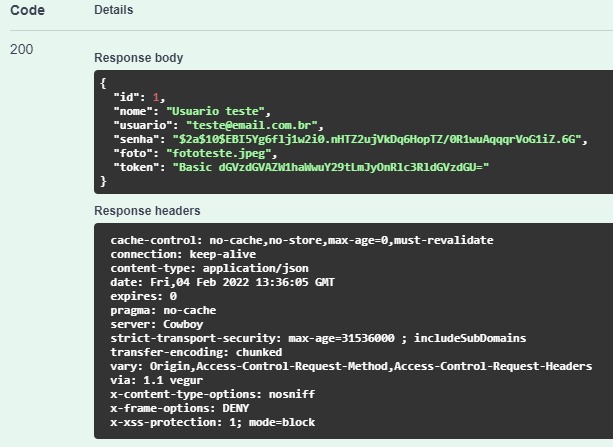 Code Details
200
Response body
{
"id": 1,
"nome": "Usuario teste",
"usuario": "teste@email.com.br",
"senha": "$2a$10$EBI5Yg6flj1w2i0.nHTZ2ujVkDq6HopTZ/0R1wuAqqqrVoG1iZ.6G",
"foto": "fototeste.jpeg",
"token": "Basic dGVzdGVAZW1haWwuY29tLmJyOnRlc3RldGVzdGU="
}
Response headers
cache-control: no-cache,no-store,max-age=0,must-revalidate
connection: keep-alive
content-type: application/json
date: Fri,04 Feb 2022 13:36:05 GMT
expires: 0
pragma: no-cache
server: Cowboy
strict-transport-security: max-age=31536000 ; includeSubDomains
transfer-encoding: chunked
vary: Origin,Access-Control-Request-Method,Access-Control-Request-Headers
via: 1.1 vegur
x-content-type-options: nosniff
x-frame-options: DENY
x-xss-protection: 1; mode=block